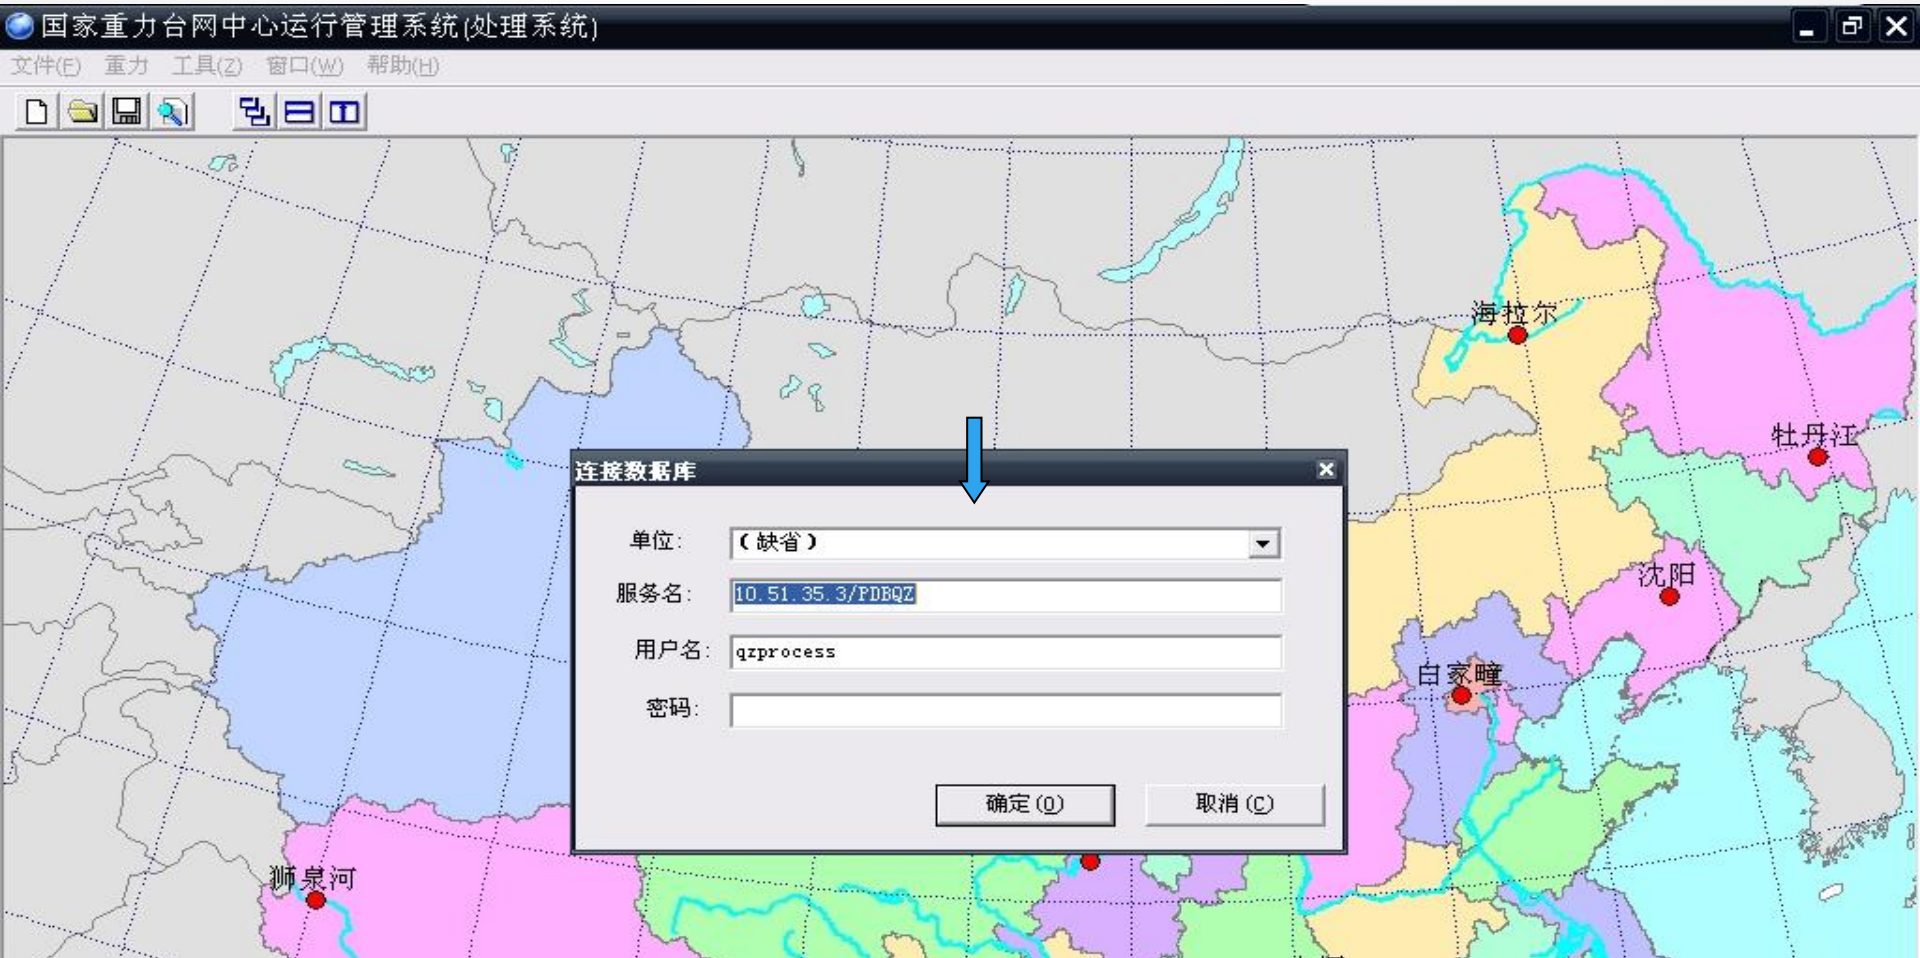 国家重力台网中心运行管理系统(处理系统)
文件(F) 重力 工具(Z) 窗口(W) 帮助(H)
海拉尔
牡丹江
连接数据库
单位: (缺省)
沈阳
服务名: 10.51.35.3/PDBQZ
用户名: qzprocess
白家疃
密码:
确定(O) 取消(C)
狮泉河